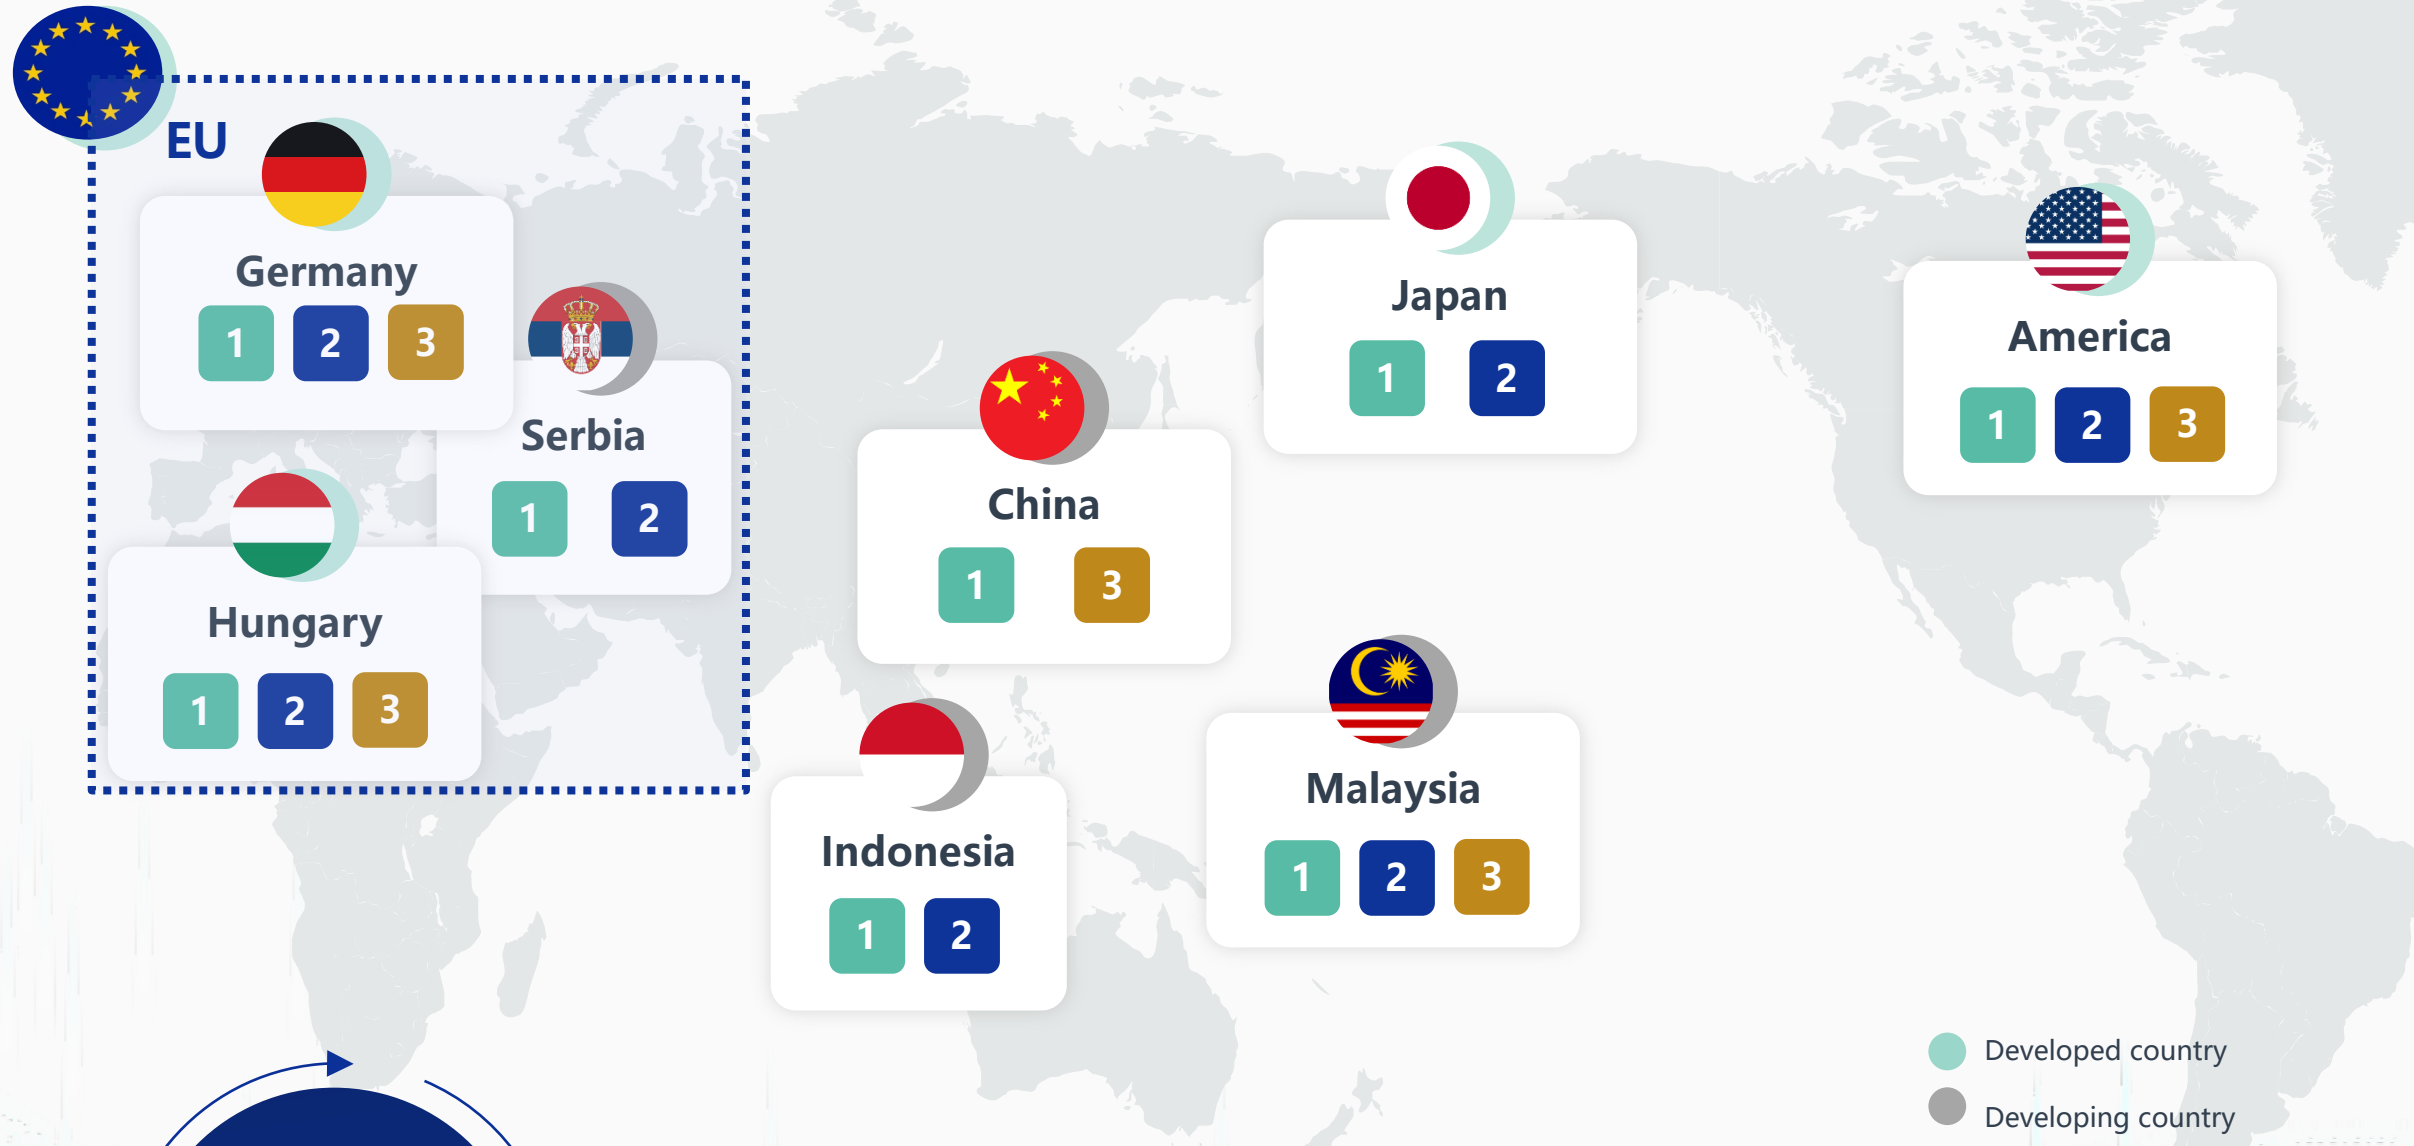 EU
Germany
1 2 3
Serbia
1 2
Hungary
1 2 3
China
1 3
Japan
1 2
America
1 2 3
Indonesia
1 2
Malaysia
1 2 3
Developed country
Developing country